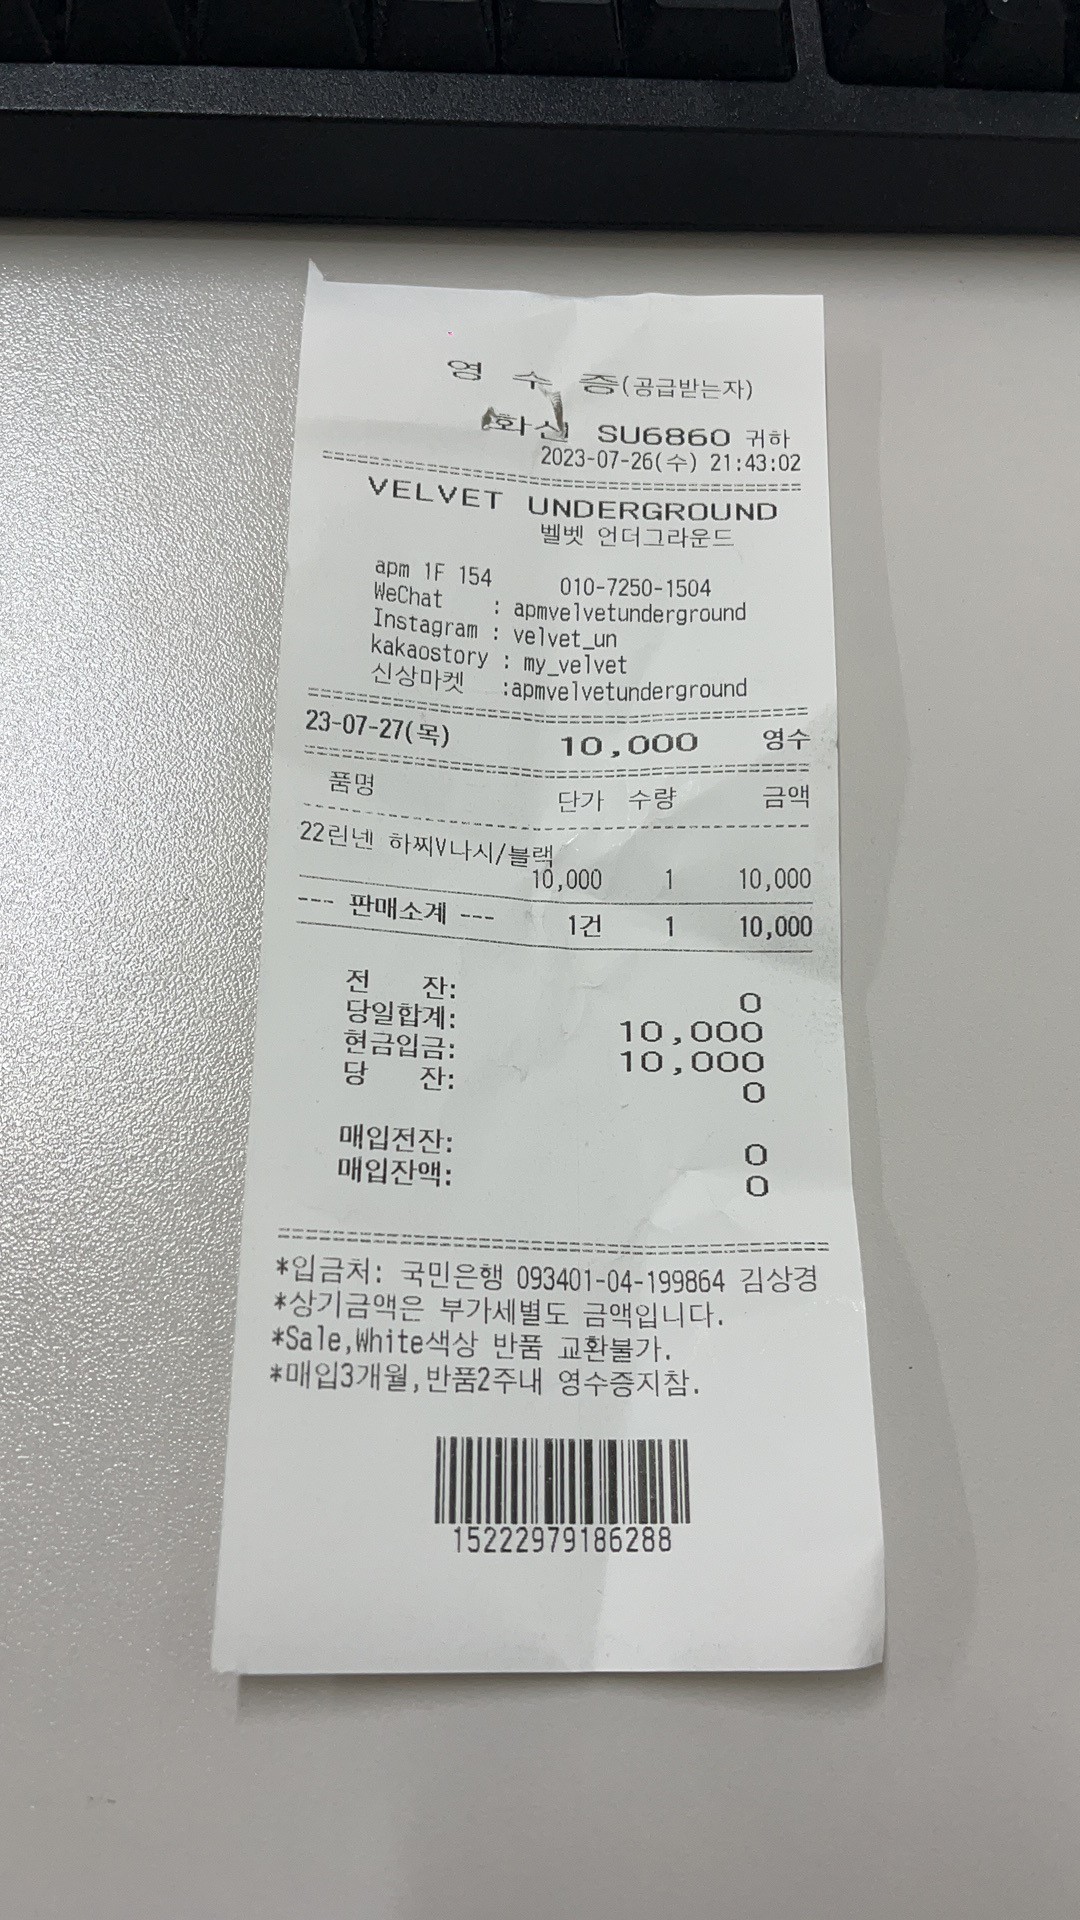 영 수 증(공급받는자)
화신 SU6860 귀하
2023-07-26(수) 21:43:02
VELVET UNDERGROUND
벨벳 언더그라운드
apm 1F 154 010-7250-1504
WeChat : apmvelvetunderground
Instagram : velvet_un
kakaostory : my_velvet
신상마켓 :apmvelvetunderground
23-07-27(목) 10,000 영수
품명 단가 수량 금액
22린넨 하찌V나시/블랙
10,000 1 10,000
--- 판매소계 --- 1건 1 10,000
전 잔: 0
당일합계: 10,000
현금입금: 10,000
당 잔: 0
매입전잔: 0
매입잔액: 0
*입금처: 국민은행 093401-04-199864 김상경
*상기금액은 부가세별도 금액입니다.
*Sale,White색상 반품 교환불가.
*매입3개월,반품2주내 영수증지참.
15222979186288